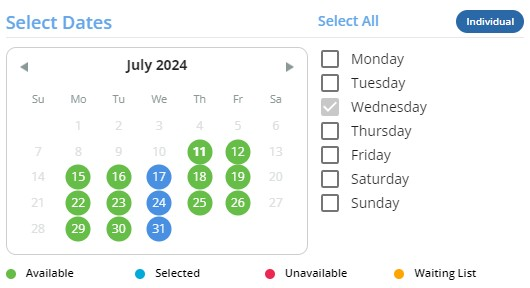 Select Dates
Select All
Individual
July 2024
Su Mo Tu We Th Fr Sa
1 2 3 4 5 6
7 8 9 10 11 12 13
14 15 16 17 18 19 20
21 22 23 24 25 26 27
28 29 30 31
Monday
Tuesday
Wednesday
Thursday
Friday
Saturday
Sunday
Available Selected Unavailable Waiting List